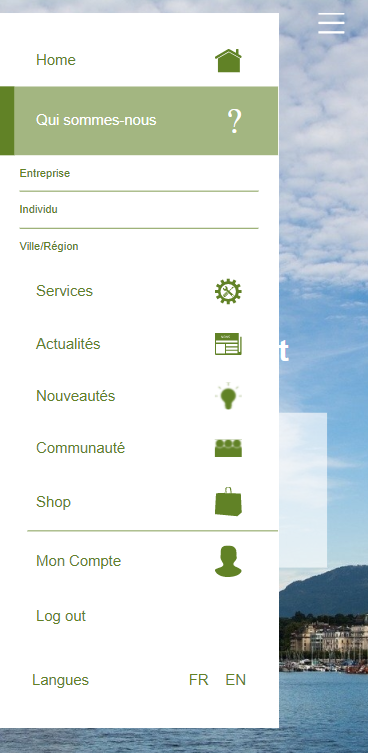 Home
Qui sommes-nous
?
Entreprise
Individu
Ville/Région
Services
Actualités
t
Nouveautés
Communauté
Shop
Mon Compte
Log out
Langues FR EN